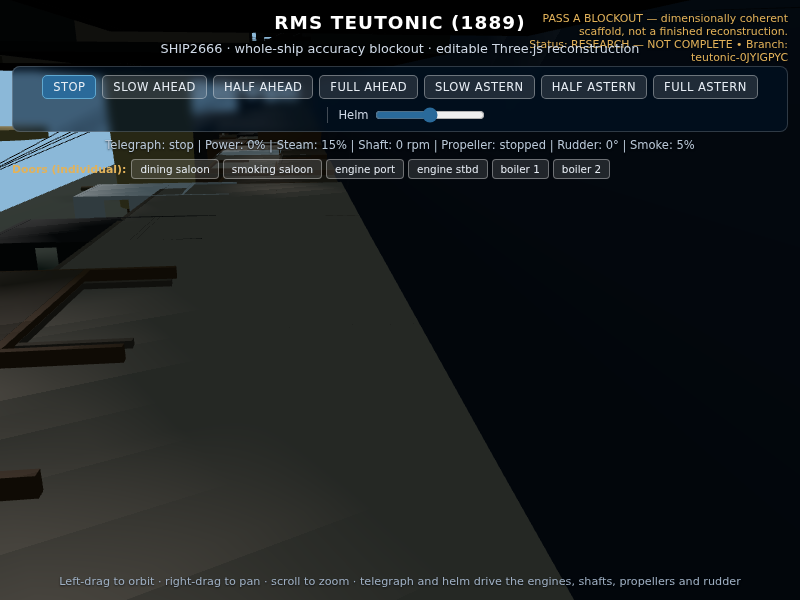 RMS TEUTONIC (1889)
PASS A BLOCKOUT — dimensionally coherent
scaffold, not a finished reconstruction.
Status: RESEARCH — NOT COMPLETE • Branch:
teutonic-0JYIGPYC
SHIP2666 · whole-ship accuracy blockout · editable Three.js reconstruction
STOP SLOW AHEAD HALF AHEAD FULL AHEAD SLOW ASTERN HALF ASTERN FULL ASTERN
Helm
Telegraph: stop | Power: 0% | Steam: 15% | Shaft: 0 rpm | Propeller: stopped | Rudder: 0° | Smoke: 5%
Doors (individual): dining saloon smoking saloon engine port engine stbd boiler 1 boiler 2
Left-drag to orbit · right-drag to pan · scroll to zoom · telegraph and helm drive the engines, shafts, propellers and rudder